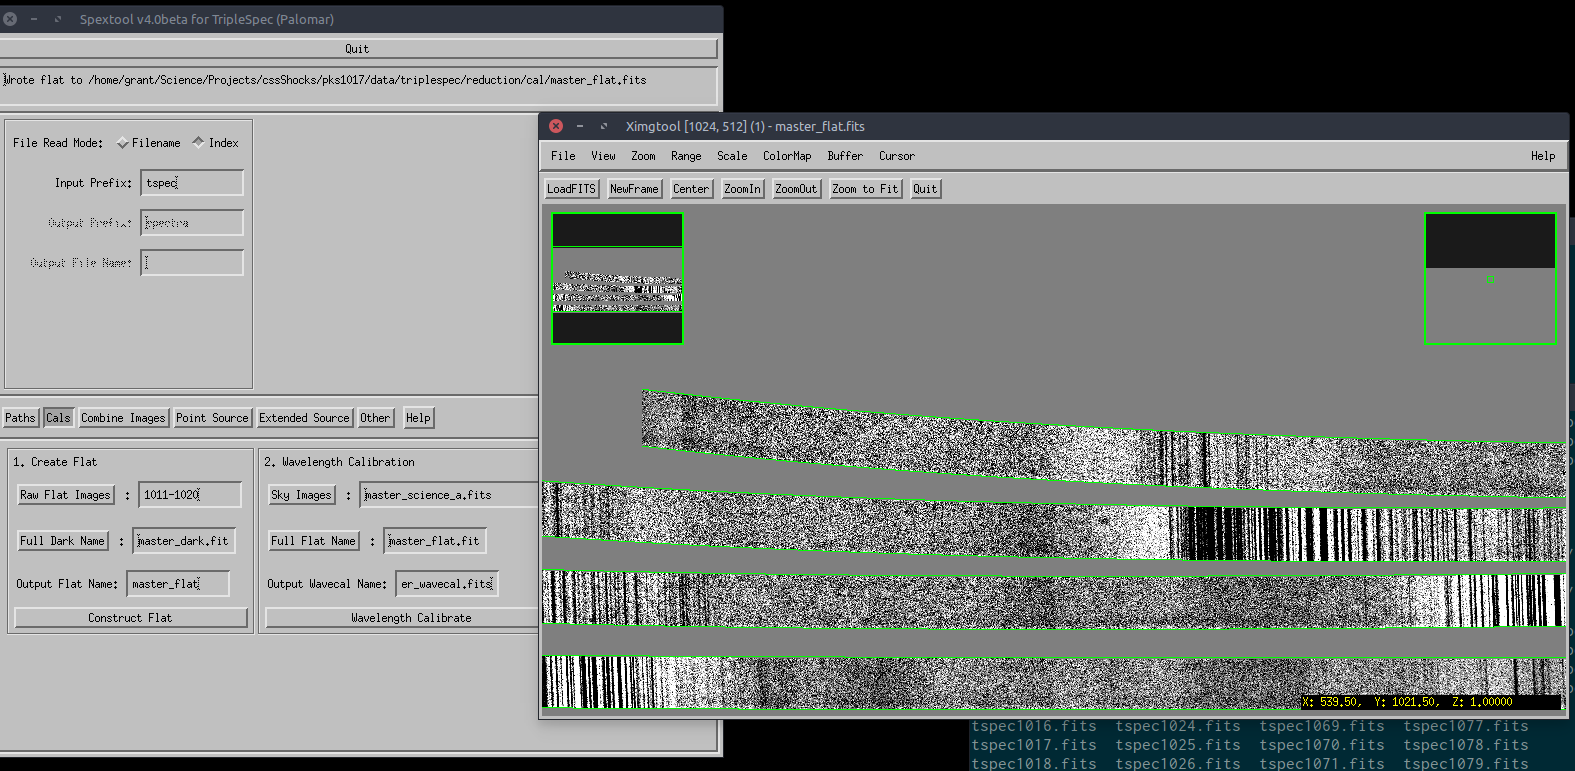 Spextool v4.0beta for TripleSpec (Palomar)
Quit
Wrote flat to /home/grant/Science/Projects/cssShocks/pks1017/data/triplespec/reduction/cal/master_flat.fits
File Read Mode: Filename Index
Input Prefix: tspec
Output Prefix: spectra
Output File Name:
Paths Cals Combine Images Point Source Extended Source Other Help
1. Create Flat
Raw Flat Images : 1011-1020
Full Dark Name : master_dark.fit
Output Flat Name: master_flat
Construct Flat
2. Wavelength Calibration
Sky Images : master_science_a.fits
Full Flat Name : master_flat.fit
Output Wavecal Name: er_wavecal.fits
Wavelength Calibrate
Ximgtool [1024, 512] (1) - master_flat.fits
File View Zoom Range Scale ColorMap Buffer Cursor Help
LoadFITS NewFrame Center ZoomIn ZoomOut Zoom to Fit Quit
X: 539.50, Y: 1021.50, Z: 1.00000
tspec1016.fits tspec1024.fits tspec1069.fits tspec1077.fits
tspec1017.fits tspec1025.fits tspec1070.fits tspec1078.fits
tspec1018.fits tspec1026.fits tspec1071.fits tspec1079.fits